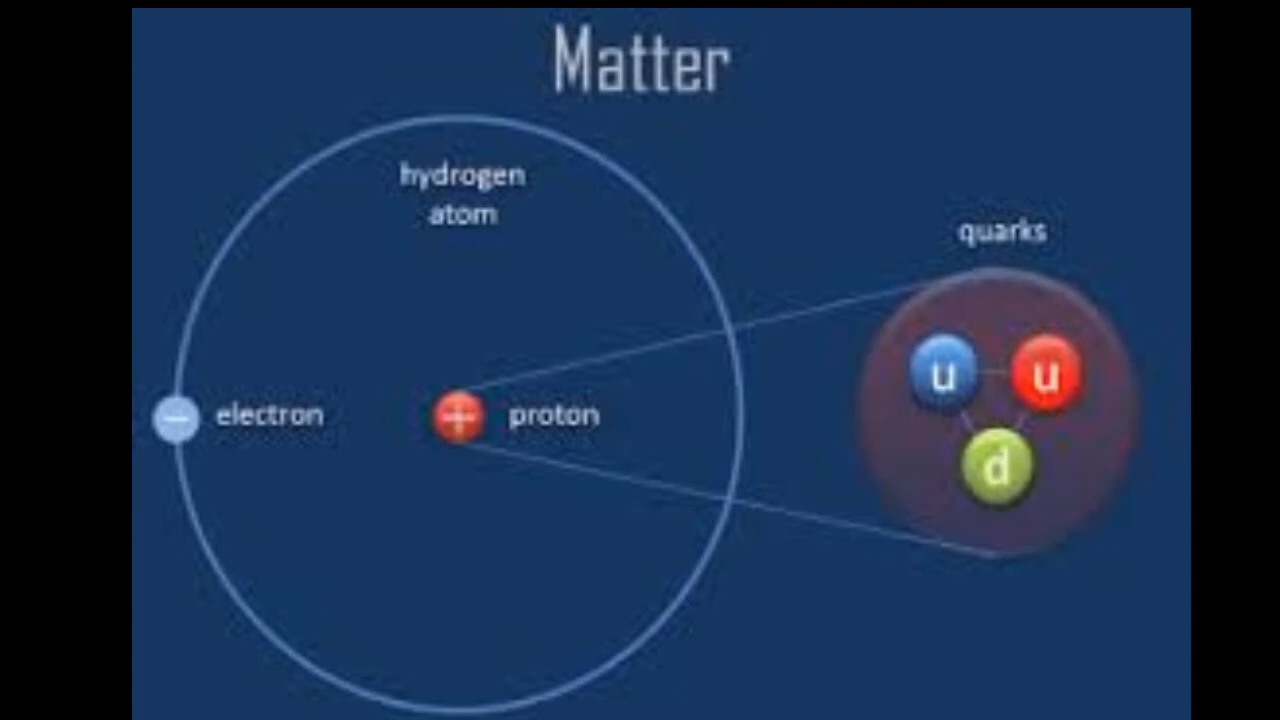 Matter
hydrogen
atom
quarks
u u
electron
+
proton
d